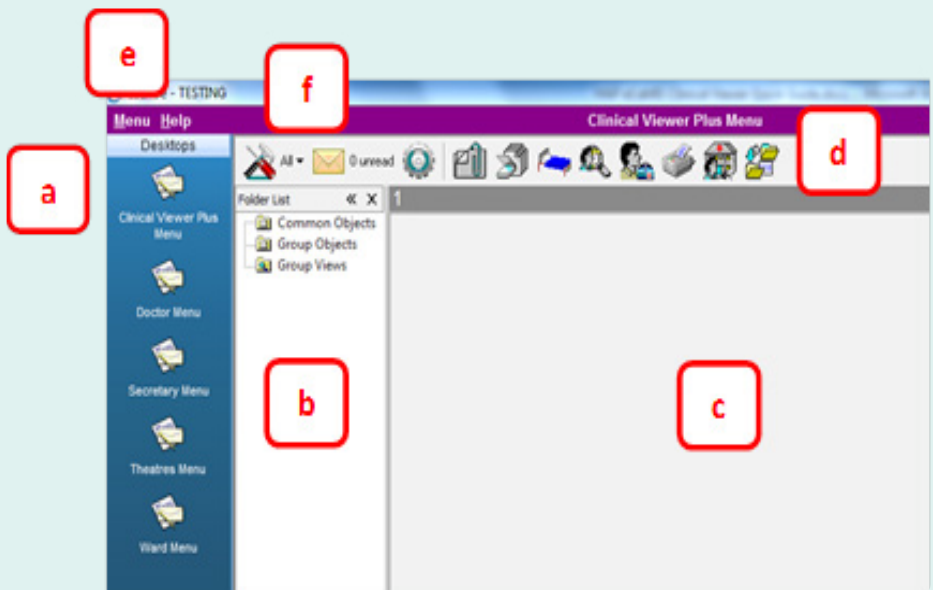 e
f
- TESTING
Menu Help
Clinical Viewer Plus Menu
d
Desktops
All
0 unread
a
Folder List
1
Clinical Viewer Plus
Menu
Common Objects
Group Objects
Group Views
Doctor Menu
b
c
Secretary Menu
Theatres Menu
Ward Menu